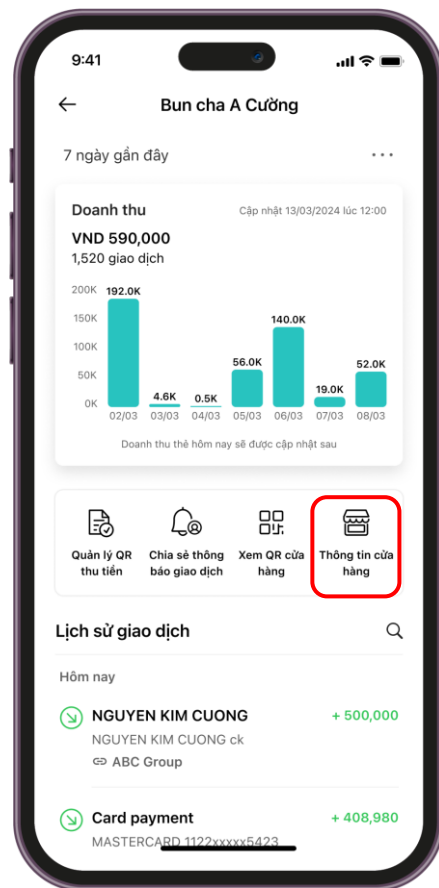 9:41
Bun cha A Cường
7 ngày gần đây
Doanh thu
Cập nhật 13/03/2024 lúc 12:00
VND 590,000
1,520 giao dịch
200K
150K
100K
50K
0K
192.0K
4.6K
0.5K
56.0K
140.0K
19.0K
52.0K
02/03 03/03 04/03 05/03 06/03 07/03 08/03
Doanh thu thẻ hôm nay sẽ được cập nhật sau
Quản lý QR
thu tiền
Chia sẻ thông
báo giao dịch
Xem QR cửa
hàng
Thông tin cửa
hàng
Lịch sử giao dịch
Hôm nay
NGUYEN KIM CUONG
+ 500,000
NGUYEN KIM CUONG ck
ABC Group
Card payment
+ 408,980
MASTERCARD 1122xxxxx5423